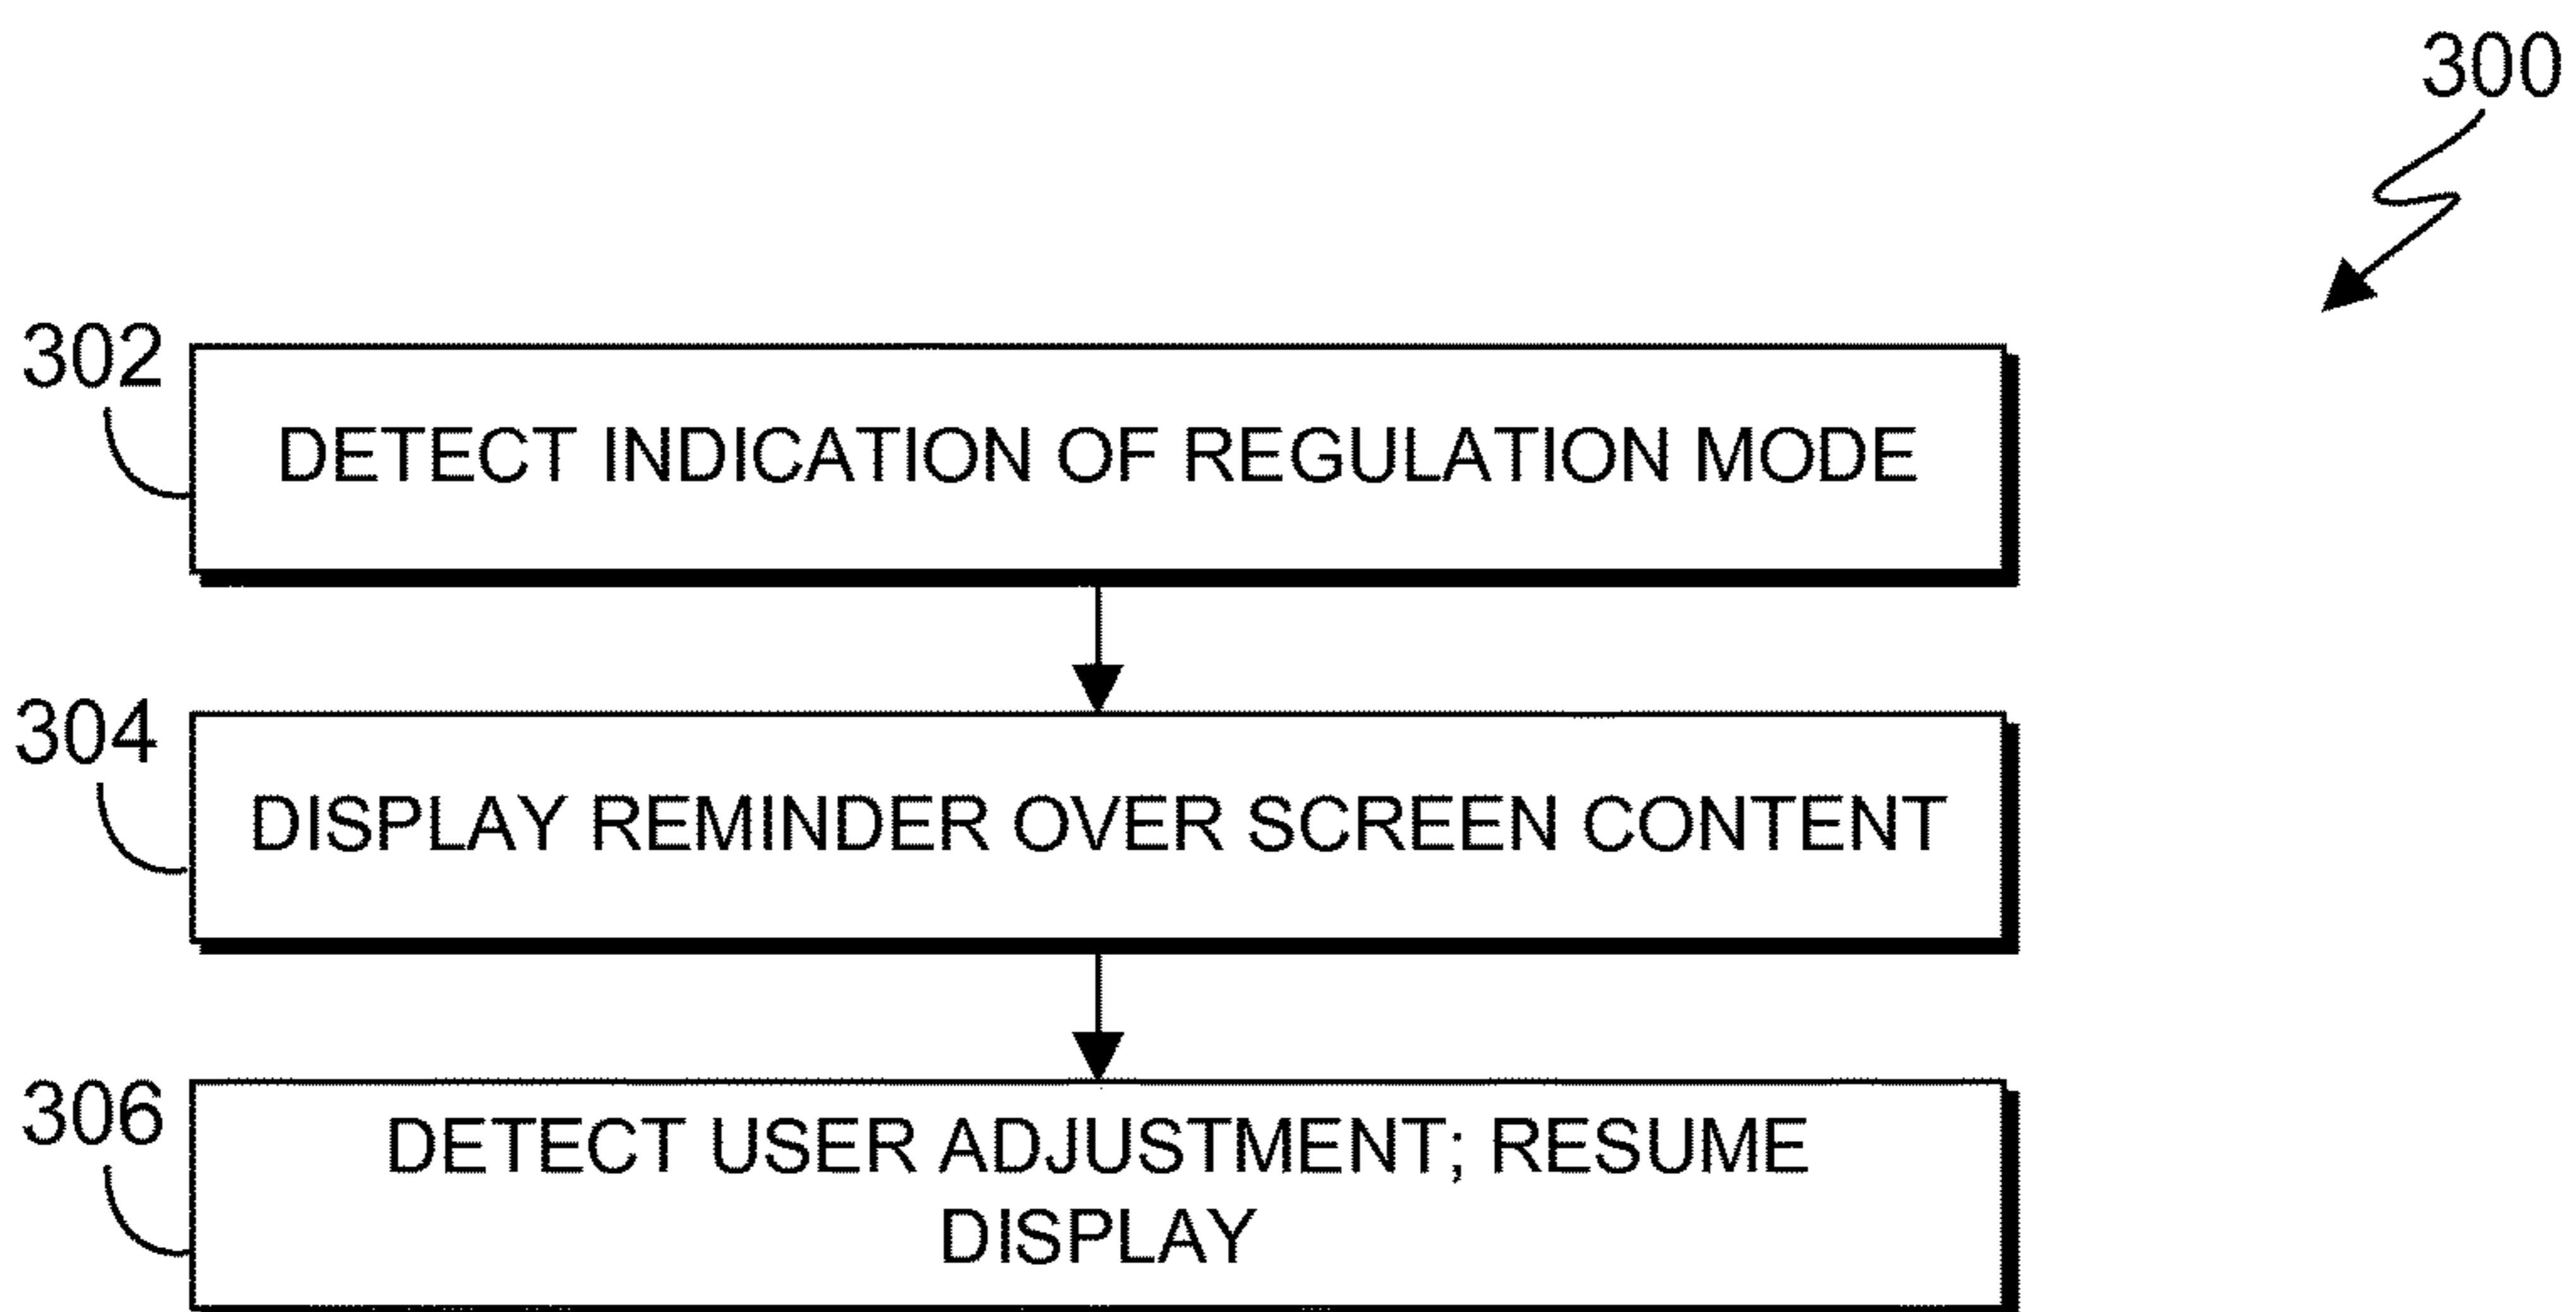 300
302
DETECT INDICATION OF REGULATION MODE
304
DISPLAY REMINDER OVER SCREEN CONTENT
306
DETECT USER ADJUSTMENT; RESUME
DISPLAY